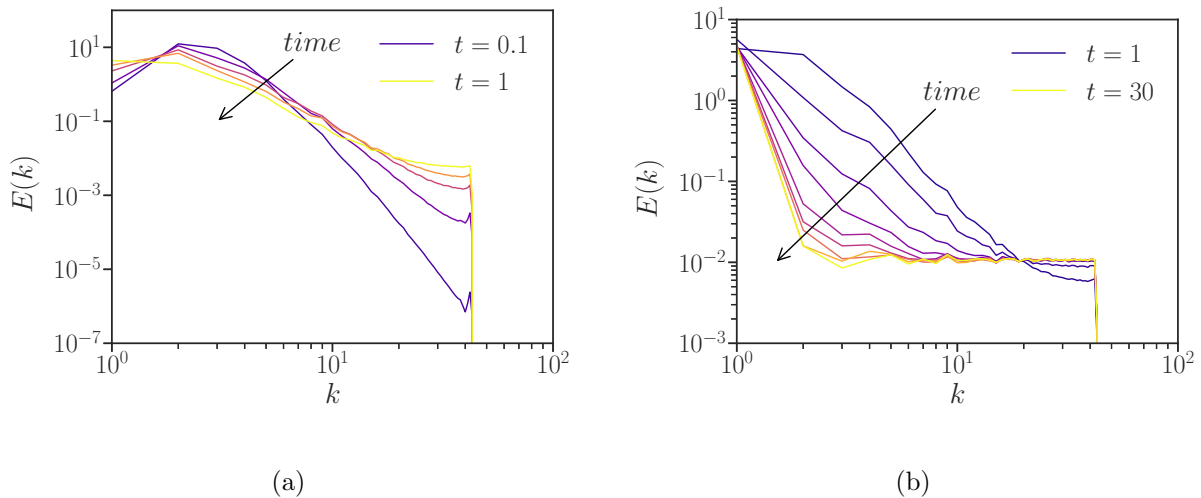 time
t = 0.1
t = 1
10^1
10^{-1}
10^{-3}
10^{-5}
10^{-7}
E(k)
10^0
10^1
10^2
k
(a)
time
t = 1
t = 30
10^1
10^0
10^{-1}
10^{-2}
10^{-3}
E(k)
10^0
10^1
10^2
k
(b)